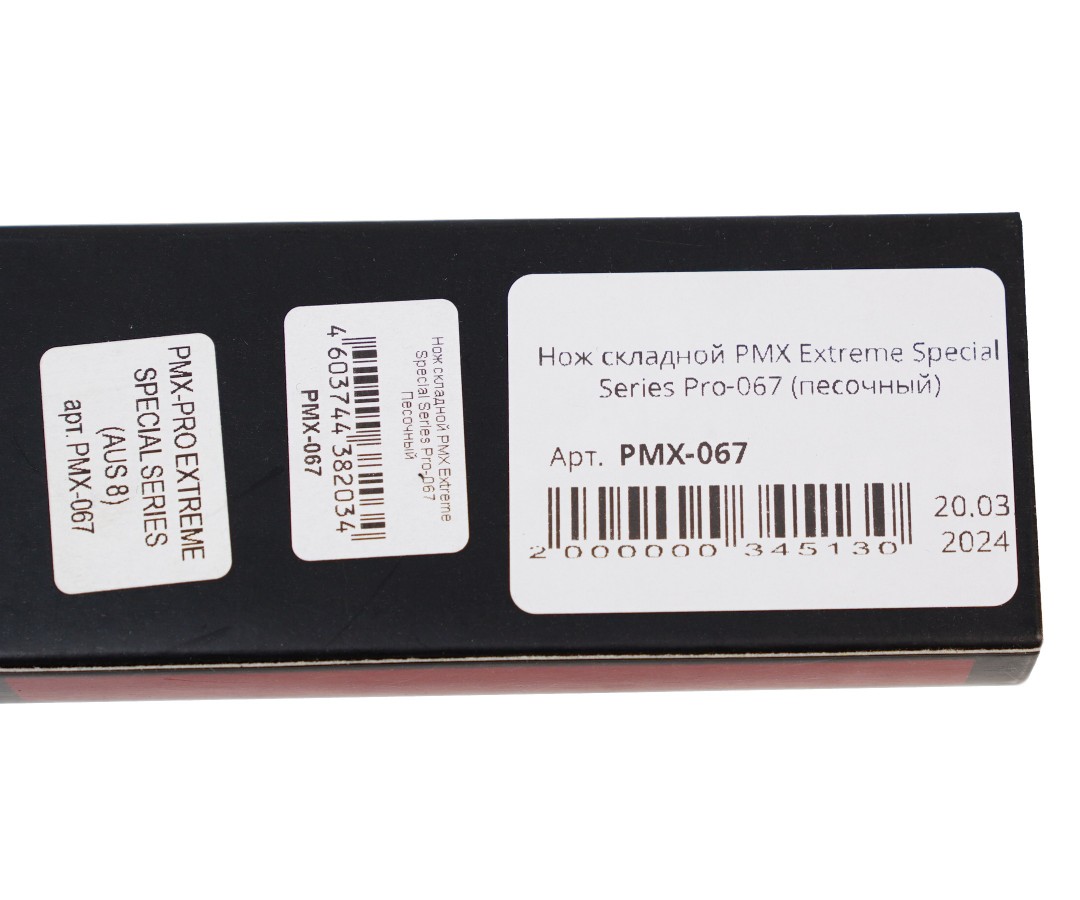 PMX-PRO EXTREME
SPECIAL SERIES
(AUS 8)
арт. PMX-067
Нож складной PMX Extreme
Special Series Pro-067
Песочный
4 603744 382034
PMX-067
Нож складной PMX Extreme Special
Series Pro-067 (песочный)
Арт. PMX-067
2 000000 345130
20.03
2024